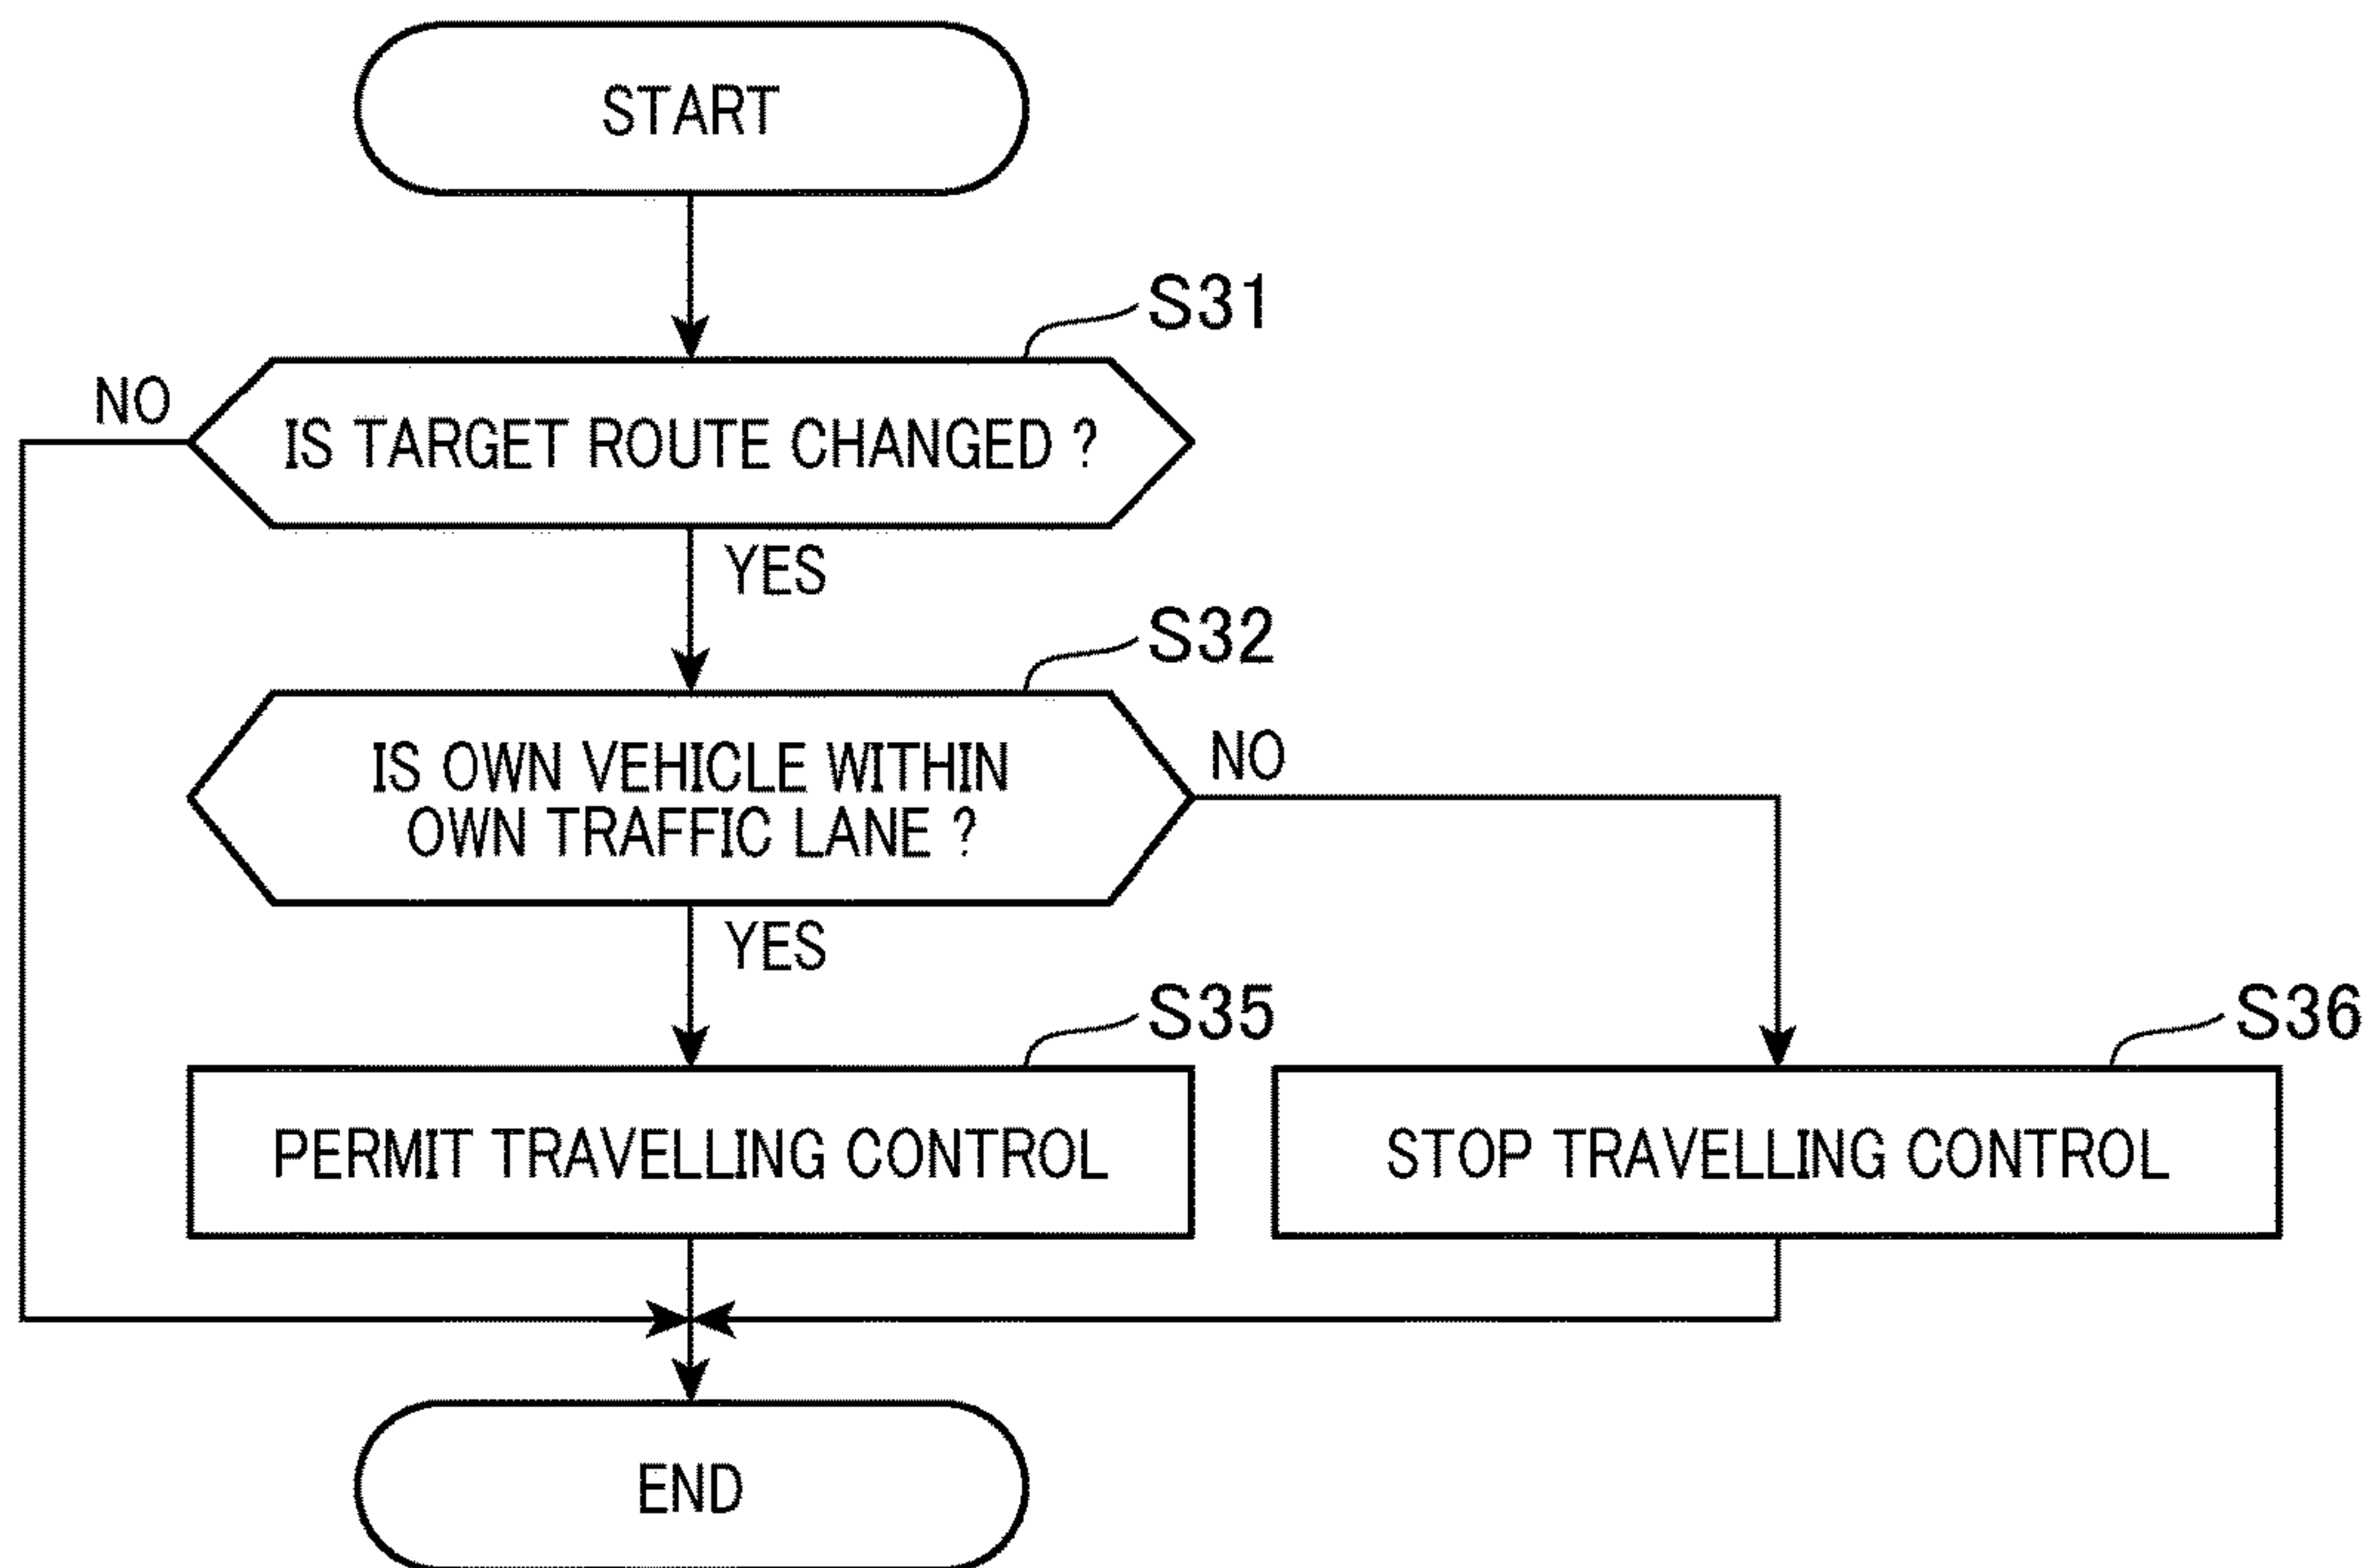 START
S31
NO
IS TARGET ROUTE CHANGED ?
YES
S32
IS OWN VEHICLE WITHIN
OWN TRAFFIC LANE ?
NO
YES
S35
S36
PERMIT TRAVELLING CONTROL
STOP TRAVELLING CONTROL
END